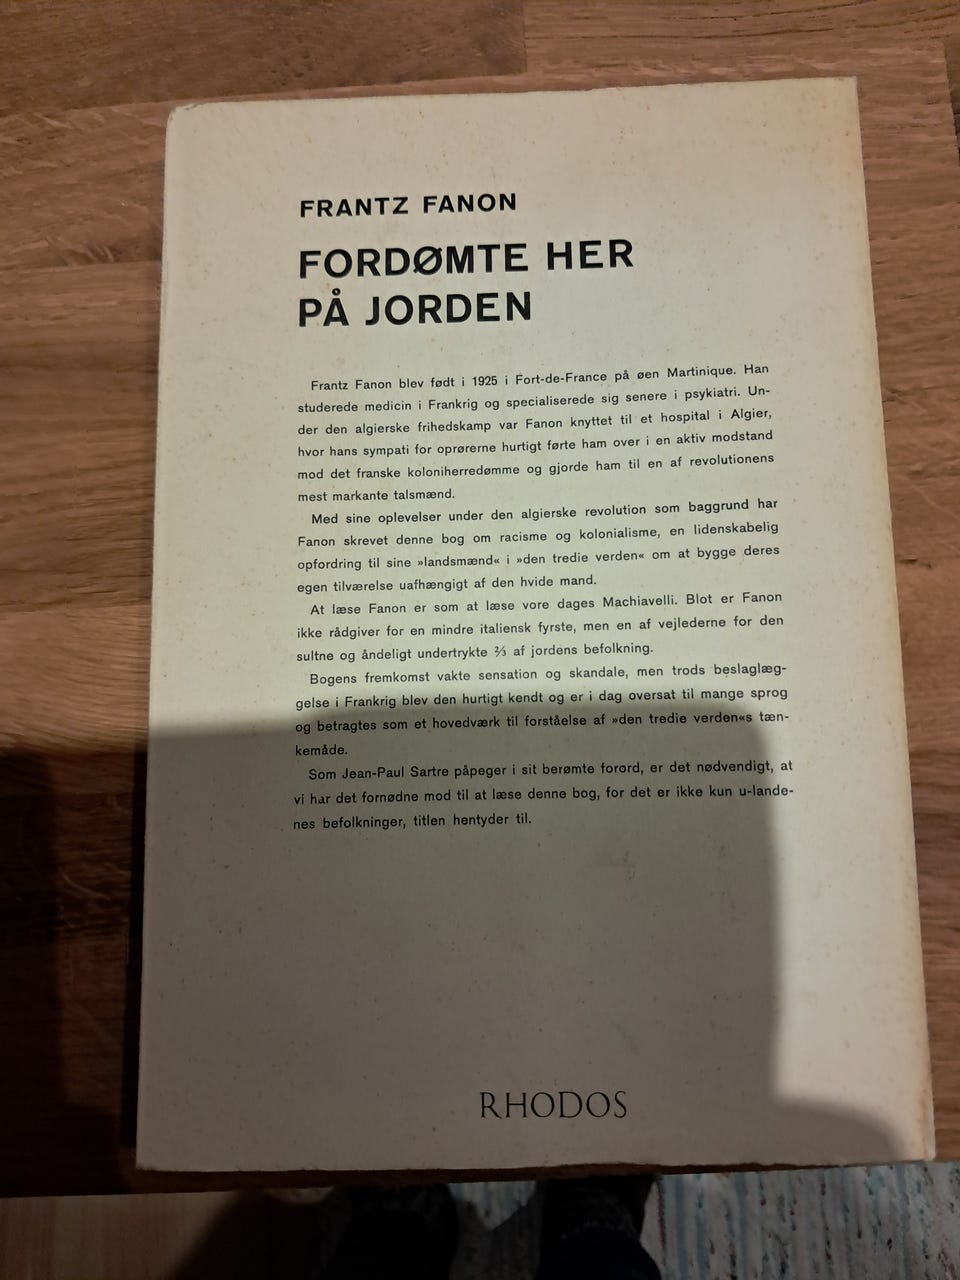 FRANTZ FANON
FORDØMTE HER
PÅ JORDEN
Frantz Fanon blev født i 1925 i Fort-de-France på øen Martinique. Han
studerede medicin i Frankrig og specialiserede sig senere i psykiatri. Un-
der den algierske frihedskamp var Fanon knyttet til et hospital i Algier,
hvor hans sympati for oprørerne hurtigt førte ham over i en aktiv modstand
mod det franske koloniherredømme og gjorde ham til en af revolutionens
mest markante talsmænd.
Med sine oplevelser under den algierske revolution som baggrund har
Fanon skrevet denne bog om racisme og kolonialisme, en lidenskabelig
opfordring til sine »landsmænd« i »den tredie verden« om at bygge deres
egen tilværelse uafhængigt af den hvide mand.
At læse Fanon er som at læse vore dages Machiavelli. Blot er Fanon
ikke rådgiver for en mindre italiensk fyrste, men en af vejlederne for den
sultne og åndeligt undertrykte ⅔ af jordens befolkning.
Bogens fremkomst vakte sensation og skandale, men trods beslaglæg-
gelse i Frankrig blev den hurtigt kendt og er i dag oversat til mange sprog
og betragtes som et hovedværk til forståelse af »den tredie verden«s tæn-
kemåde.
Som Jean-Paul Sartre påpeger i sit berømte forord, er det nødvendigt, at
vi har det fornødne mod til at læse denne bog, for det er ikke kun u-lande-
nes befolkninger, titlen hentyder til.
RHODOS